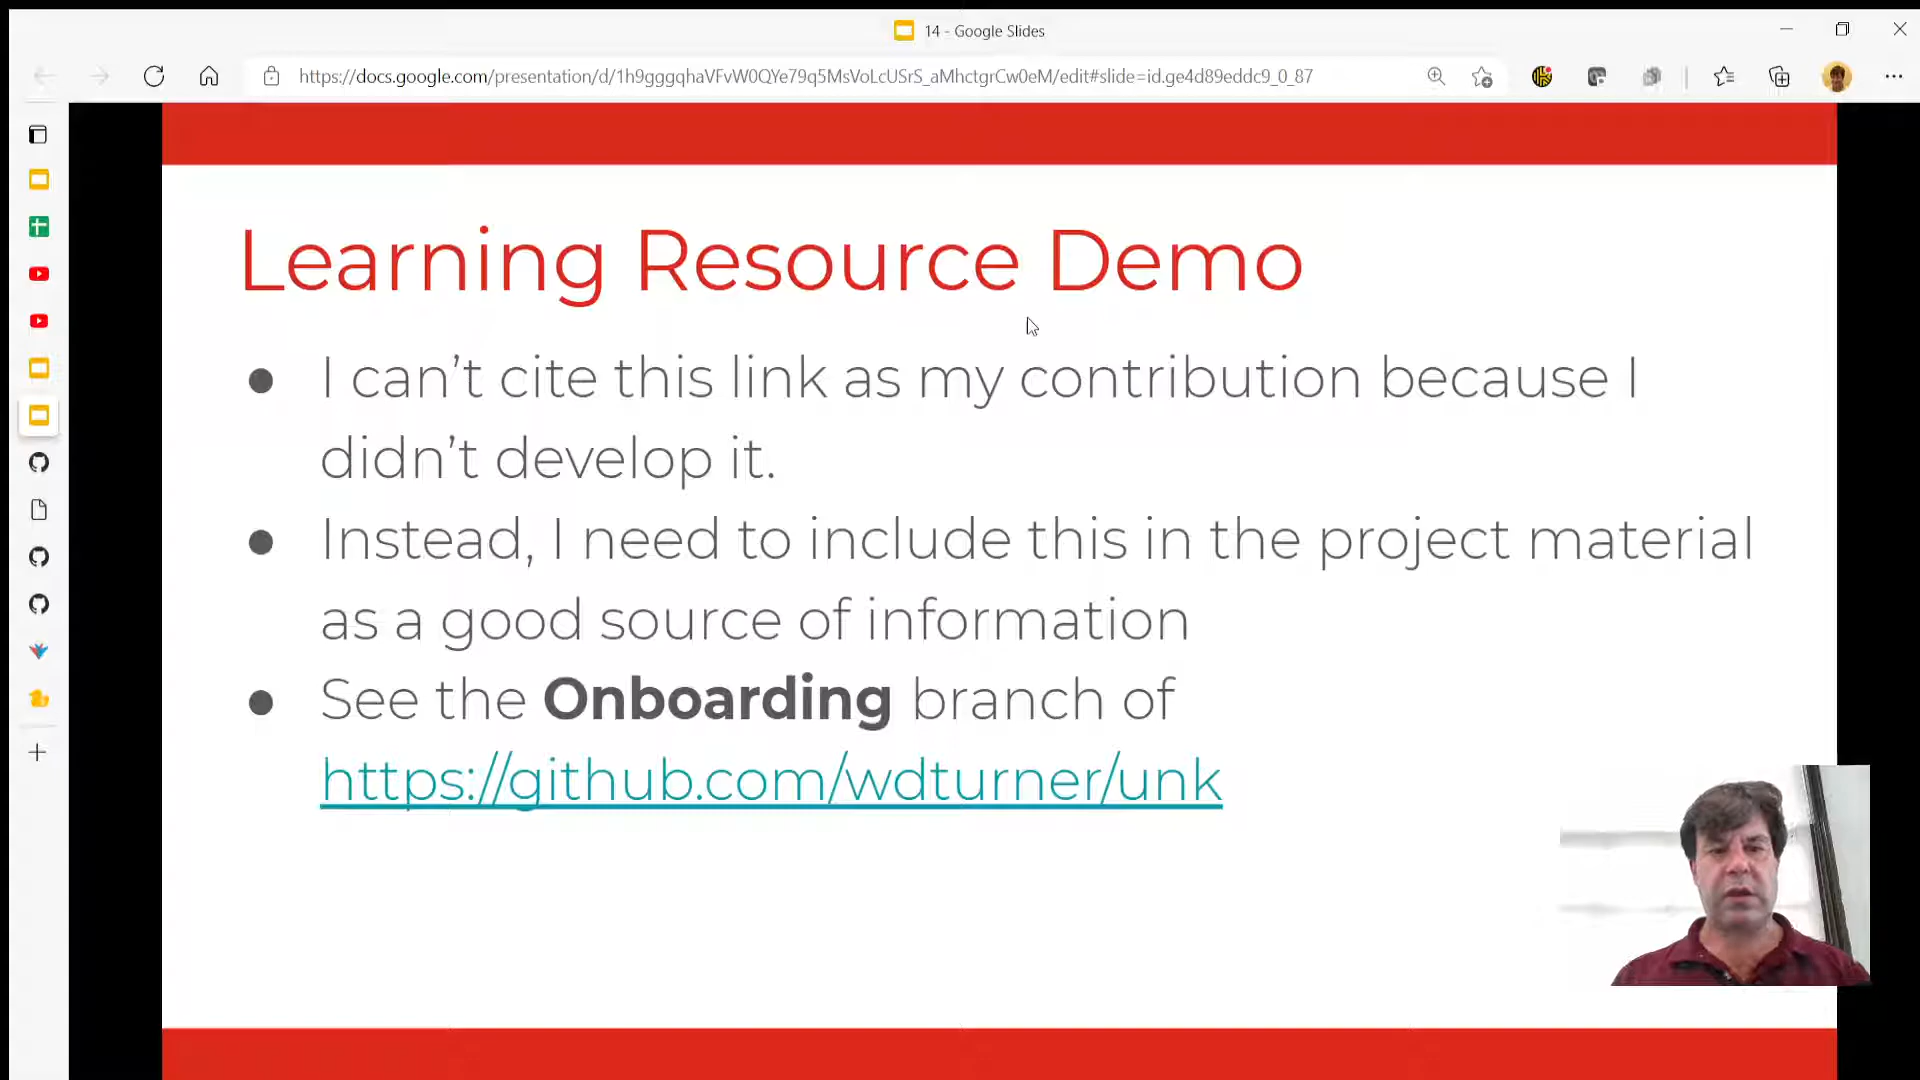 14 - Google Slides
https://docs.google.com/presentation/d/1h9gggqhaVFvW0QYe79q5MsVoLcUSrS_aMhctgrCw0eM/edit#slide=id.ge4d89eddc9_0_87
Learning Resource Demo
● I can't cite this link as my contribution because I
didn't develop it.
● Instead, I need to include this in the project material
as a good source of information
● See the Onboarding branch of
https://github.com/wdturner/unk